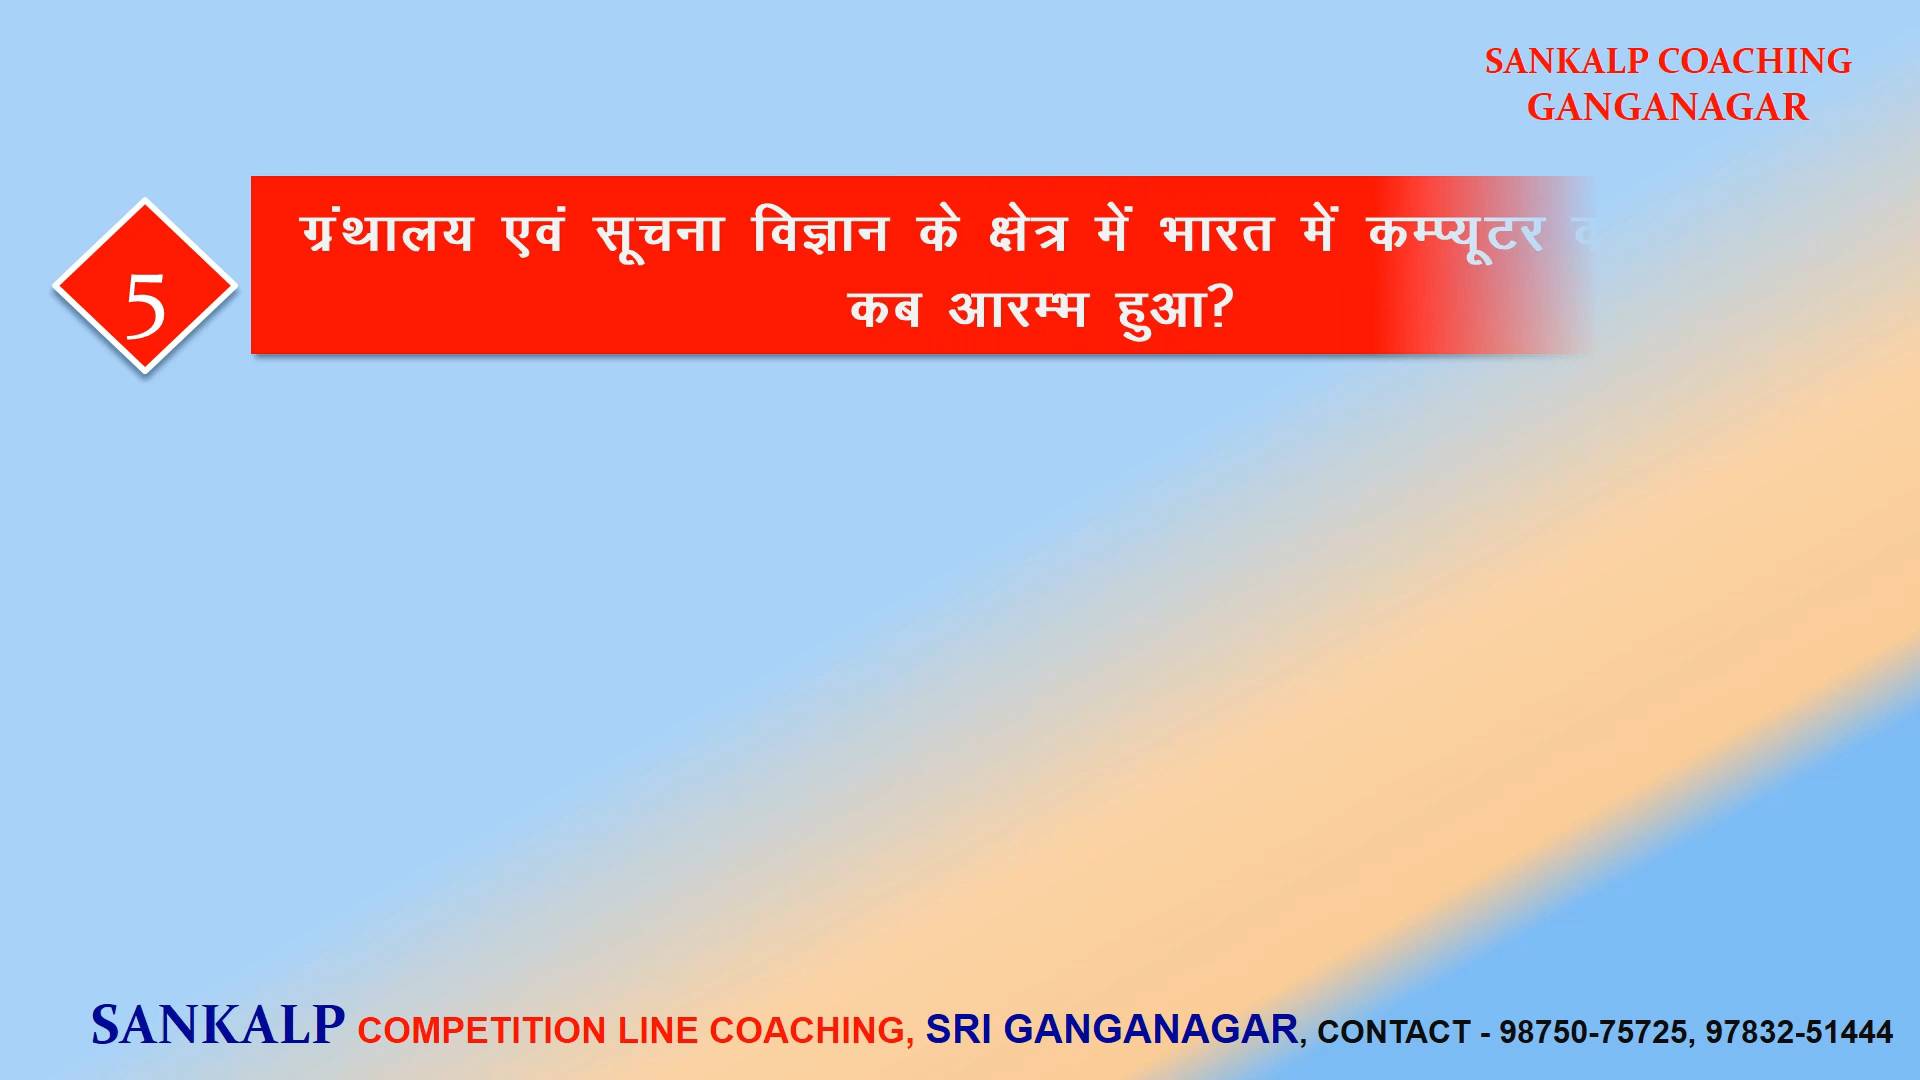 SANKALP COACHING
GANGANAGAR
ग्रंथालय एवं सूचना विज्ञान के क्षेत्र में भारत में कम्प्यूटर
कब आरम्भ हुआ?
5
SANKALP COMPETITION LINE COACHING, SRI GANGANAGAR, CONTACT - 98750-75725, 97832-51444